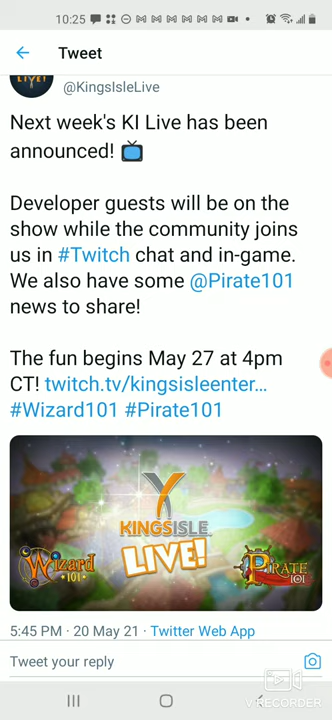 10:25
Tweet
LIVE!
@KingsIsleLive
Next week's KI Live has been
announced!
Developer guests will be on the
show while the community joins
us in #Twitch chat and in-game.
We also have some @Pirate101
news to share!
The fun begins May 27 at 4pm
CT! twitch.tv/kingsisleenter...
#Wizard101 #Pirate101
KINGSISLE
LIVE!
Wizard
101
PIRATE
101
5:45 PM · 20 May 21 · Twitter Web App
Tweet your reply
V RECORDER